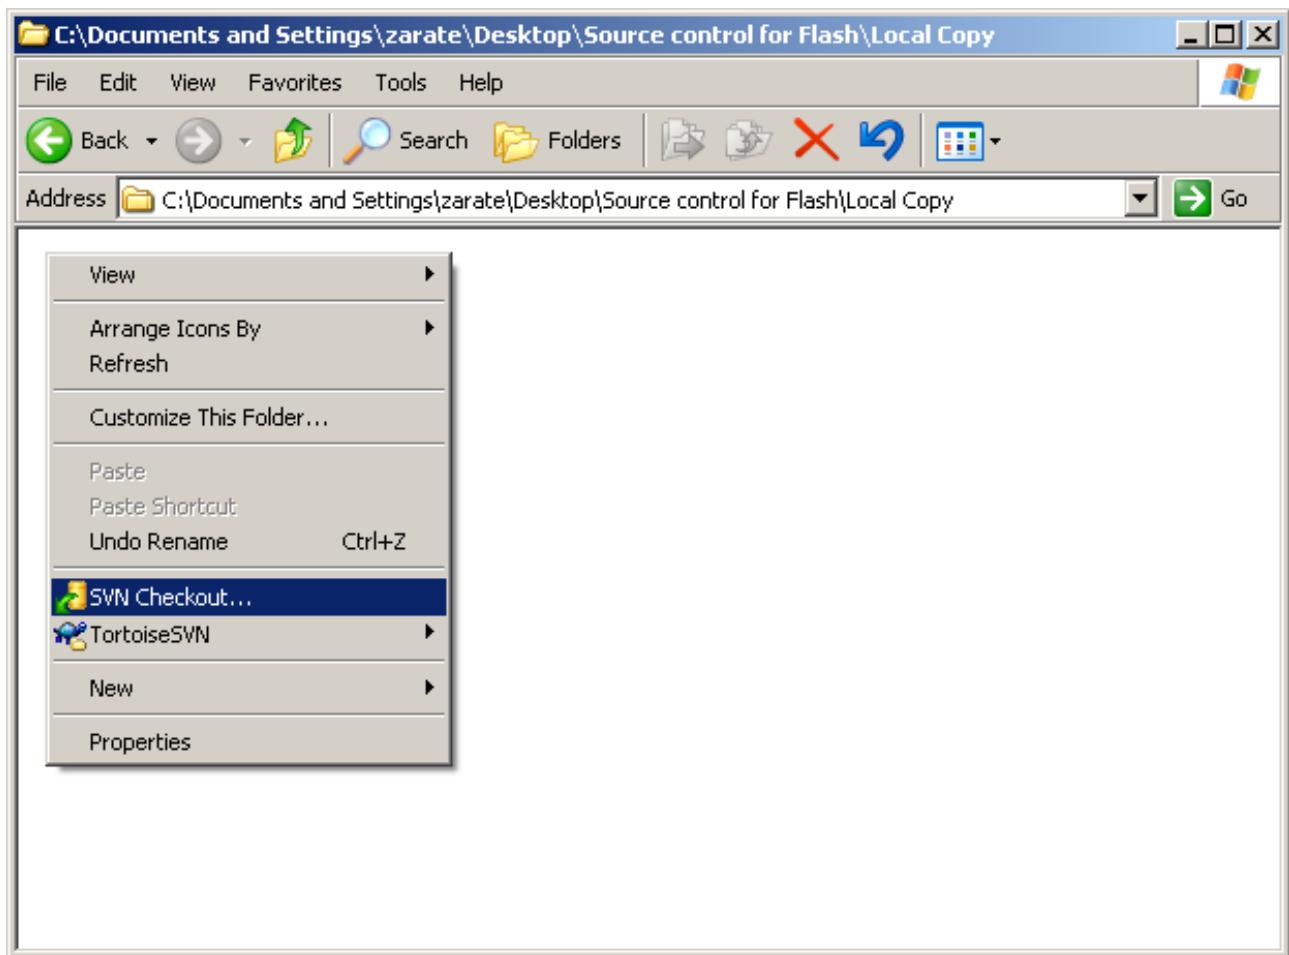 C:\Documents and Settings\zarate\Desktop\Source control for Flash\Local Copy
File Edit View Favorites Tools Help
Back Search Folders
Address C:\Documents and Settings\zarate\Desktop\Source control for Flash\Local Copy Go
View
Arrange Icons By
Refresh
Customize This Folder...
Paste
Paste Shortcut
Undo Rename Ctrl+Z
SVN Checkout...
TortoiseSVN
New
Properties